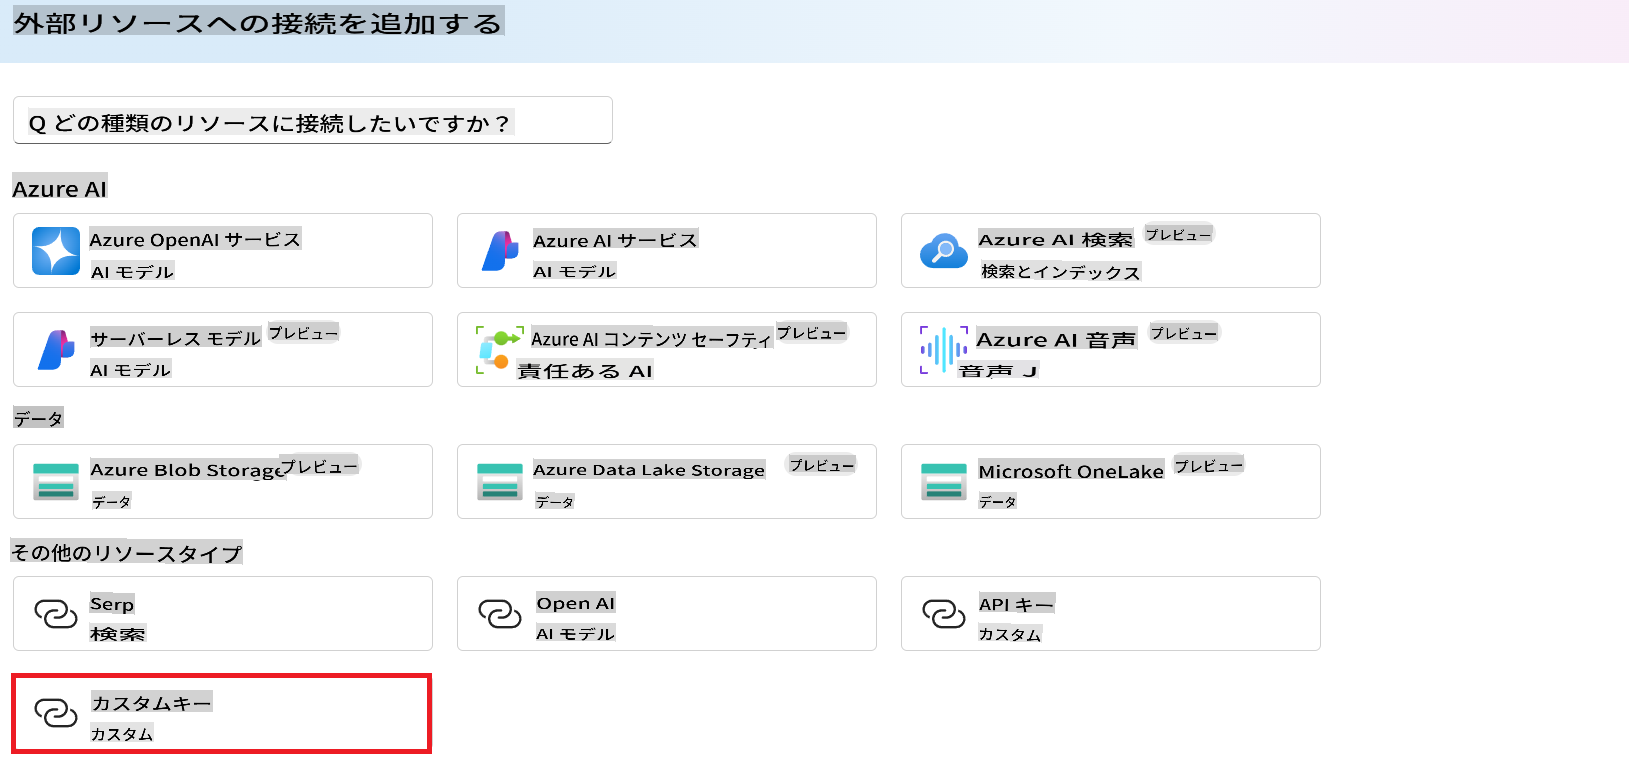 外部リソースへの接続を追加する
Q どの種類のリソースに接続したいですか？
Azure AI
Azure OpenAI サービス
AI モデル
Azure AI サービス
AI モデル
Azure AI 検索 プレビュー
検索とインデックス
サーバーレス モデル プレビュー
AI モデル
Azure AI コンテンツ セーフティ プレビュー
責任ある AI
Azure AI 音声 プレビュー
音声 J
データ
Azure Blob Storage プレビュー
データ
Azure Data Lake Storage プレビュー
データ
Microsoft OneLake プレビュー
データ
その他のリソースタイプ
Serp
検索
Open AI
AI モデル
API キー
カスタム
カスタムキー
カスタム